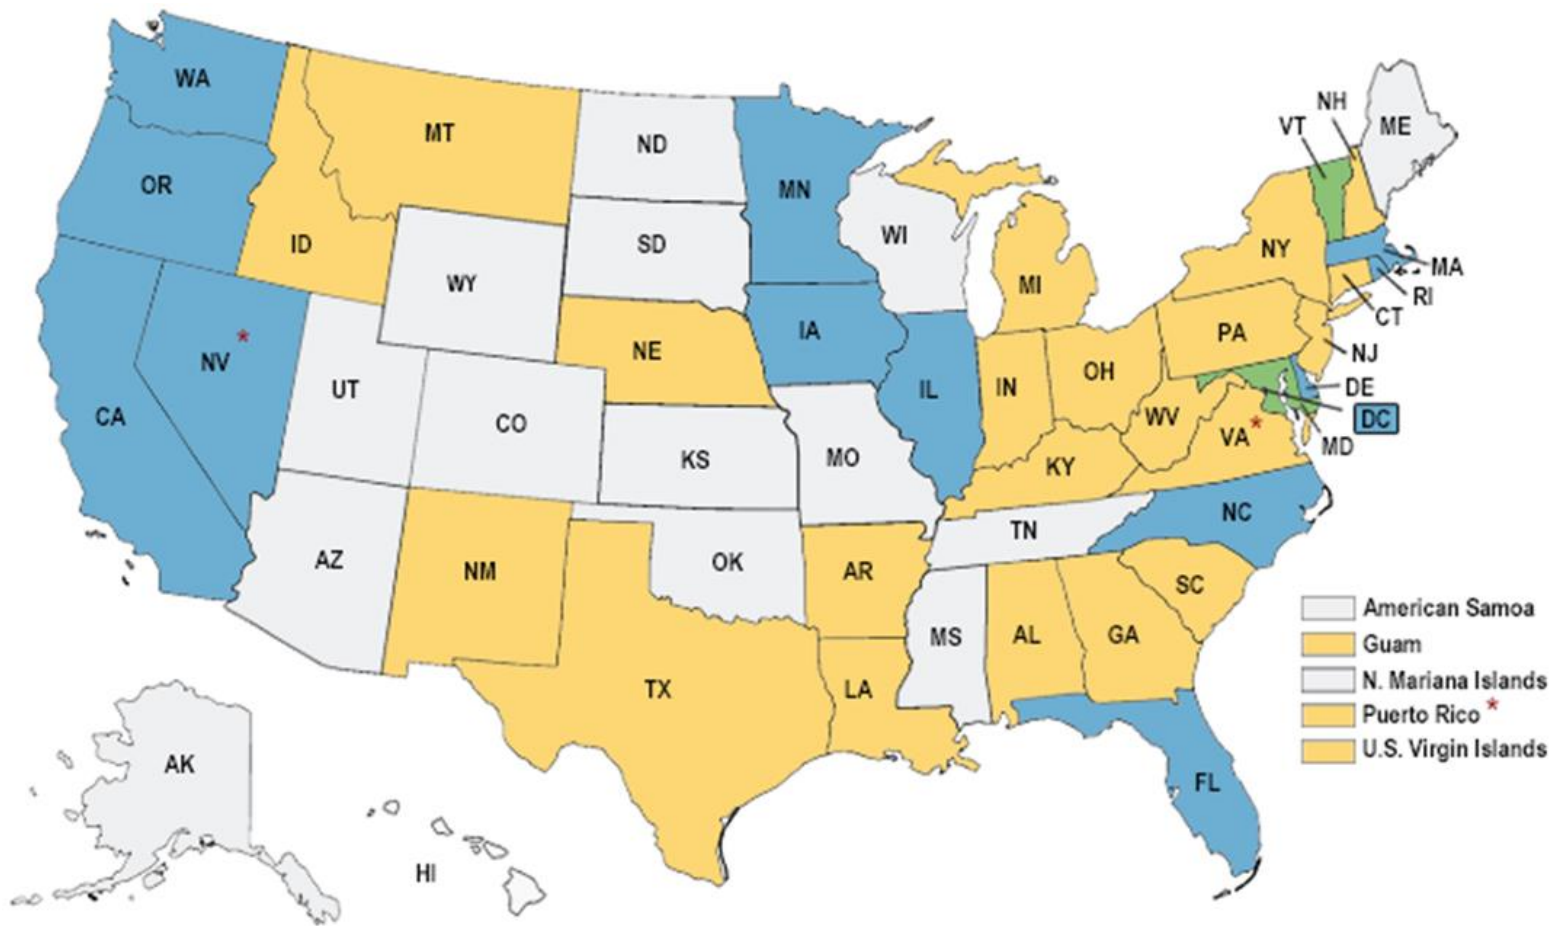 WA
MT
ND
MN
OR
ID
WY
SD
WI
MI
NY
VT
NH
ME
MA
RI
CT
NJ
PA
DE
DC
MD
CA
NV *
UT
CO
NE
IA
IL
IN
OH
WV
VA *
KY
KS
MO
AZ
NM
OK
AR
TN
NC
SC
MS
AL
GA
TX
LA
FL
AK
HI
American Samoa
Guam
N. Mariana Islands
Puerto Rico *
U.S. Virgin Islands